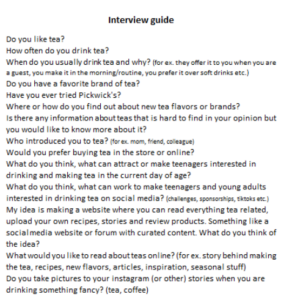 Interview guide
Do you like tea?
How often do you drink tea?
When do you usually drink tea and why? (for ex. they offer it to you when you are
a guest, you make it in the morning/routine, you prefer it over soft drinks etc.)
Do you have a favorite brand of tea?
Have you ever tried Pickwick's?
Where or how do you find out about new tea flavors or brands?
Is there any information about teas that is hard to find in your opinion but
you would like to know more about it?
Who introduced you to tea? (for ex. mom, friend, colleague)
Would you prefer buying tea in the store or online?
What do you think, what can attract or make teenagers interested in
drinking and making tea in the current day of age?
What do you think, what can work to make teenagers and young adults
interested in drinking tea on social media? (challenges, sponsorships, tiktoks etc.)
My idea is making a website where you can read everything tea related,
upload your own recipes, stories and review products. Something like a
social media website or forum with curated content. What do you think of
the idea?
What would you like to read about teas online? (for ex. story behind making
the tea, recipes, new flavors, articles, inspiration, seasonal stuff)
Do you take pictures to your instagram (or other) stories when you are
drinking something fancy? (tea, coffee)